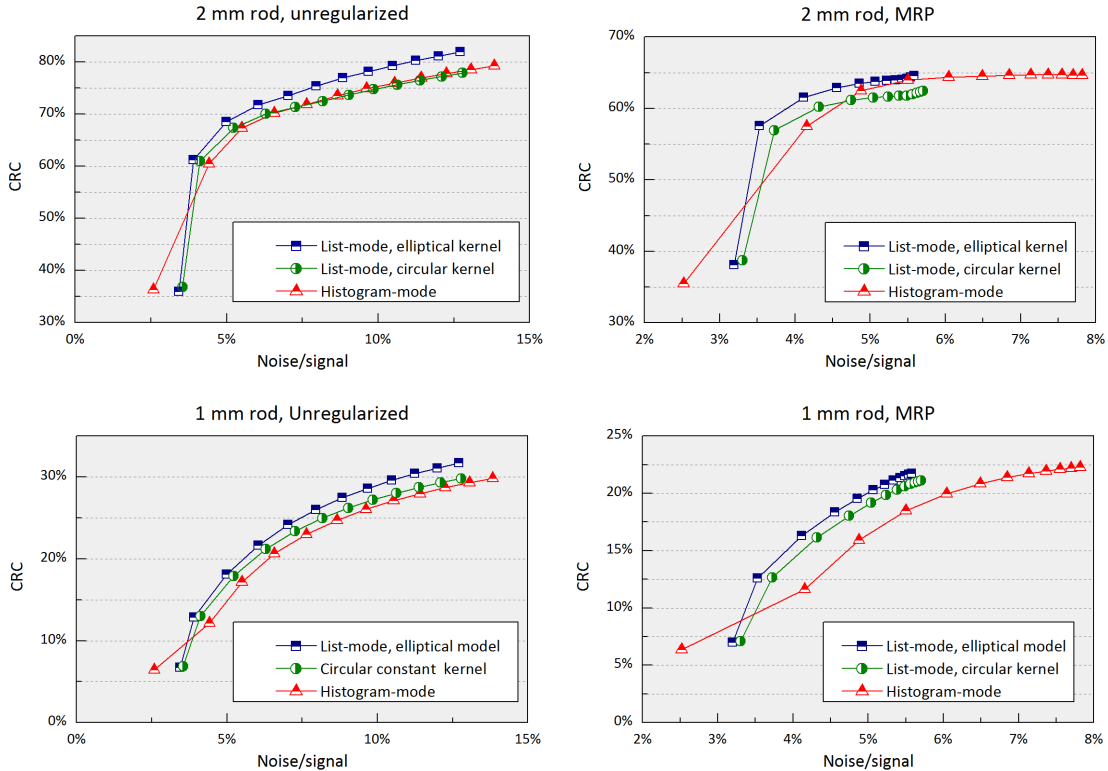 2 mm rod, unregularized
80%
70%
60%
50%
40%
30%
CRC
0%
5%
10%
15%
Noise/signal
List-mode, elliptical kernel
List-mode, circular kernel
Histogram-mode
2 mm rod, MRP
70%
60%
50%
40%
30%
CRC
2%
3%
4%
5%
6%
7%
8%
Noise/signal
List-mode, elliptical kernel
List-mode, circular kernel
Histogram-mode
1 mm rod, Unregularized
30%
20%
10%
0%
CRC
0%
5%
10%
15%
Noise/signal
List-mode, elliptical model
Circular constant kernel
Histogram-mode
1 mm rod, MRP
25%
20%
15%
10%
5%
0%
CRC
2%
3%
4%
5%
6%
7%
8%
Noise/signal
List-mode, elliptical model
List-mode, circular kernel
Histogram-mode